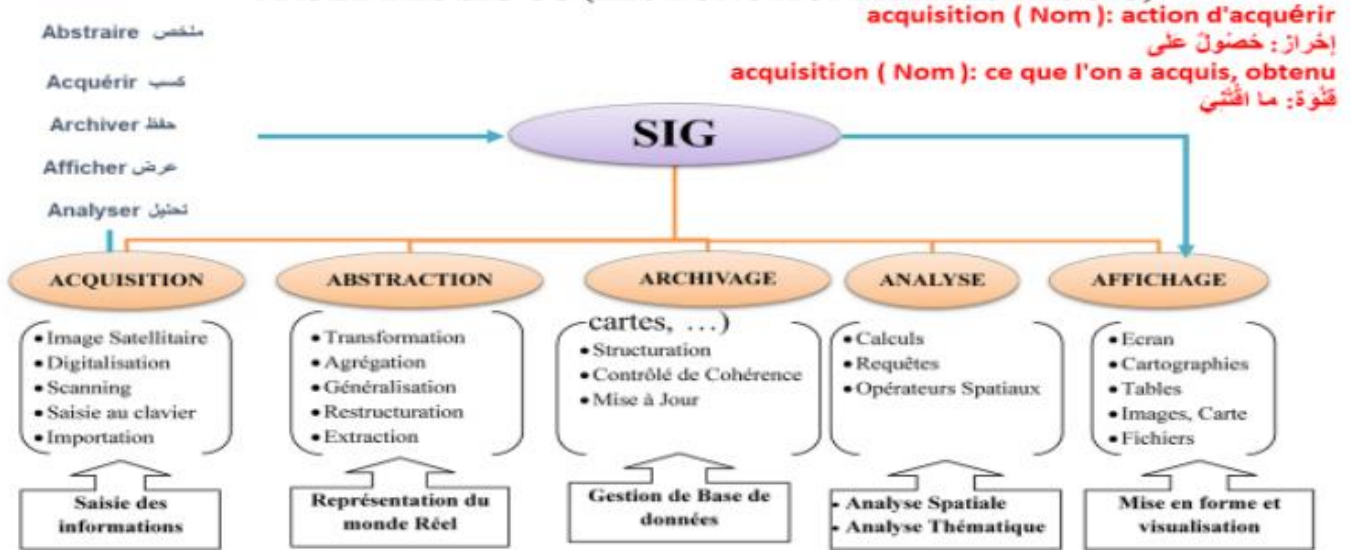 acquisition ( Nom ): action d'acquérir
إحْراز: حُصُولٌ على
acquisition ( Nom ): ce que l'on a acquis, obtenu
قُنْوَة: ما اقْتُنِيَ
Abstraire ملخص
Acquérir كسب
Archiver حفظ
Afficher عرض
Analyser تحليل
SIG
ACQUISITION
• Image Satellitaire
• Digitalisation
• Scanning
• Saisie au clavier
• Importation
Saisie des
informations
ABSTRACTION
• Transformation
• Agrégation
• Généralisation
• Restructuration
• Extraction
Représentation du
monde Réel
ARCHIVAGE
cartes, …)
• Structuration
• Contrôlé de Cohérence
• Mise à Jour
Gestion de Base de
données
ANALYSE
• Calculs
• Requêtes
• Opérateurs Spatiaux
• Analyse Spatiale
• Analyse Thématique
AFFICHAGE
• Ecran
• Cartographies
• Tables
• Images, Carte
• Fichiers
Mise en forme et
visualisation